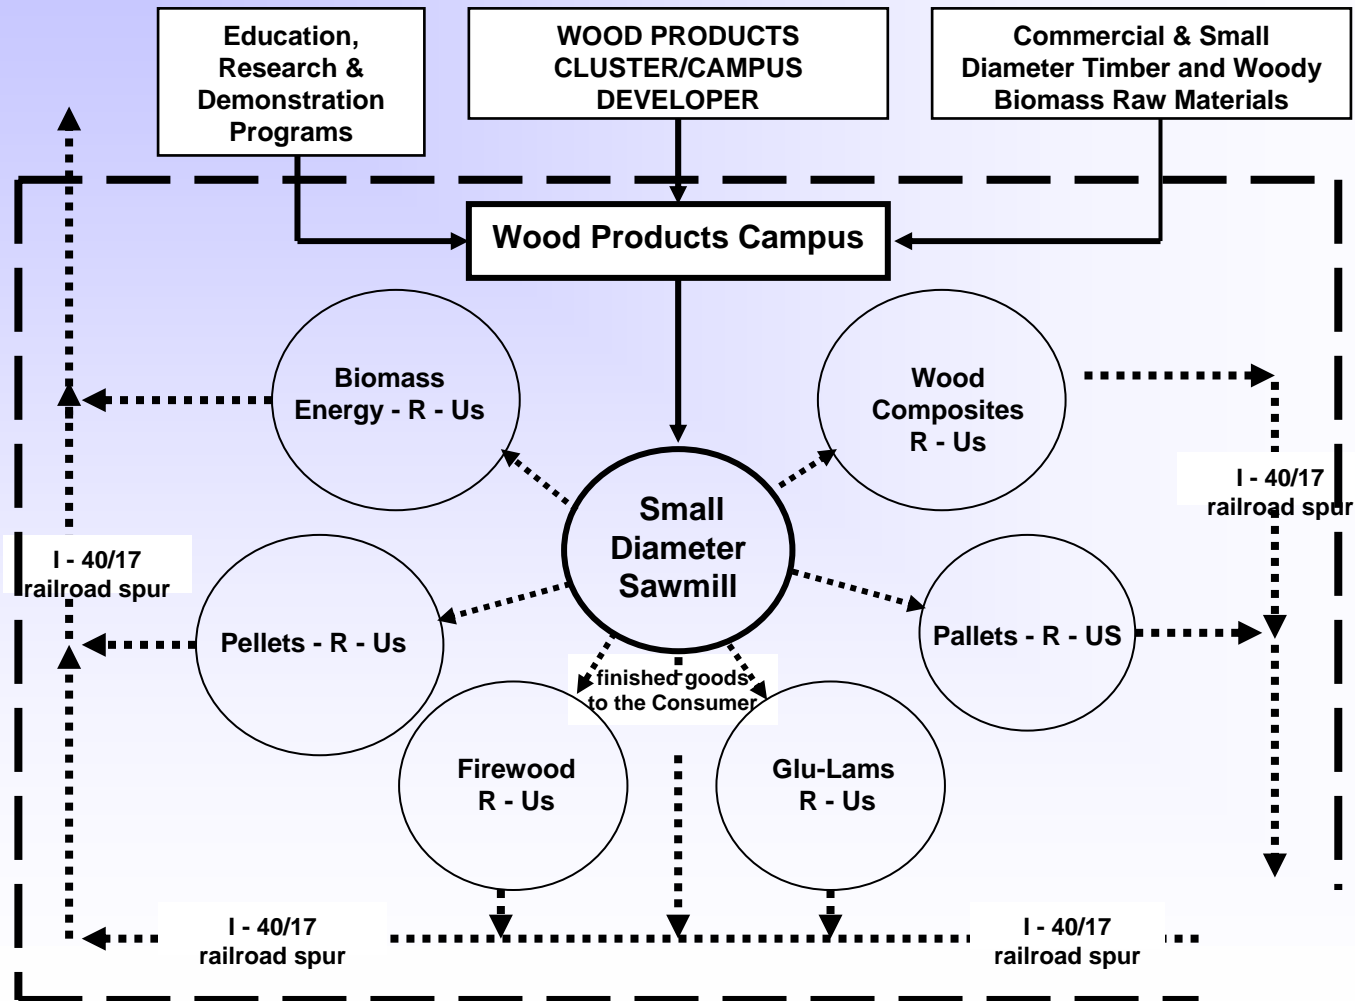 Education,
Research &
Demonstration
Programs
WOOD PRODUCTS
CLUSTER/CAMPUS
DEVELOPER
Commercial & Small
Diameter Timber and Woody
Biomass Raw Materials
Wood Products Campus
Biomass
Energy - R - Us
Wood
Composites
R - Us
Small
Diameter
Sawmill
I - 40/17
railroad spur
I - 40/17
railroad spur
Pellets - R - Us
Pallets - R - US
finished goods
to the Consumer
Firewood
R - Us
Glu-Lams
R - Us
I - 40/17
railroad spur
I - 40/17
railroad spur